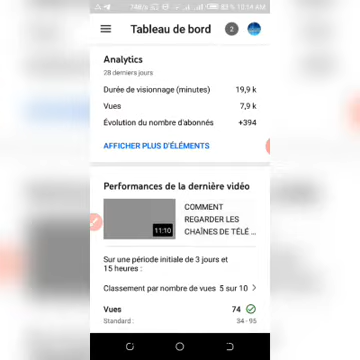 Tableau de bord 2
Analytics
28 derniers jours
Durée de visionnage (minutes) 19,9 k
Vues 7,9 k
Évolution du nombre d'abonnés +394
AFFICHER PLUS D'ÉLÉMENTS
Performances de la dernière vidéo
COMMENT
REGARDER LES
CHAÎNES DE TÉLÉ ...
11:10
Sur une période initiale de 3 jours et
15 heures :
Classement par nombre de vues 5 sur 10
Vues 74
Standard : 34 - 95